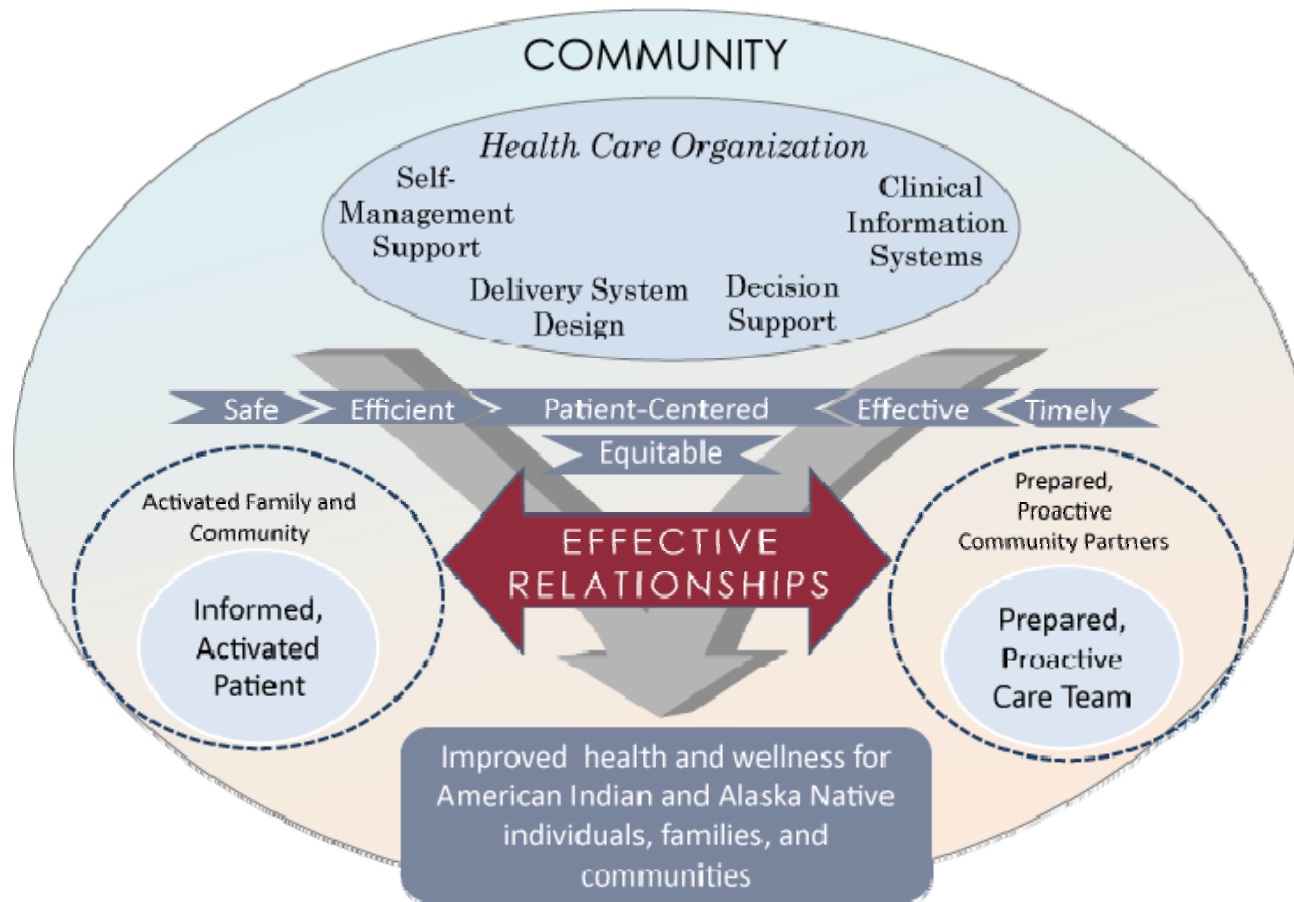 COMMUNITY
Health Care Organization
Self-
Management
Support
Delivery System
Design
Decision
Support
Clinical
Information
Systems
Safe
Efficient
Patient-Centered
Effective
Timely
Equitable
Activated Family and
Community
Informed,
Activated
Patient
EFFECTIVE
RELATIONSHIPS
Prepared,
Proactive
Community Partners
Prepared,
Proactive
Care Team
Improved health and wellness for
American Indian and Alaska Native
individuals, families, and
communities